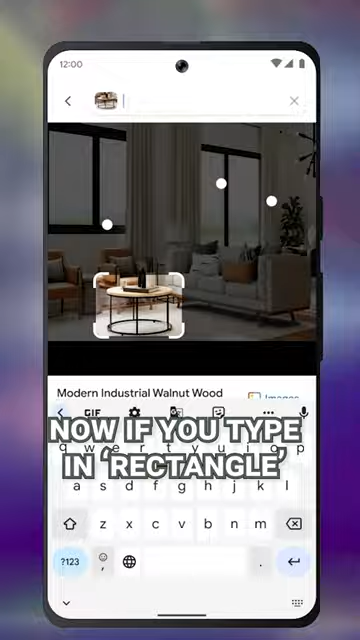 12:00
Modern Industrial Walnut Wood
Images
GIF
NOW IF YOU TYPE
IN ‘RECTANGLE’
q w e r t y u i o p
a s d f g h j k l
z x c v b n m
?123 , .